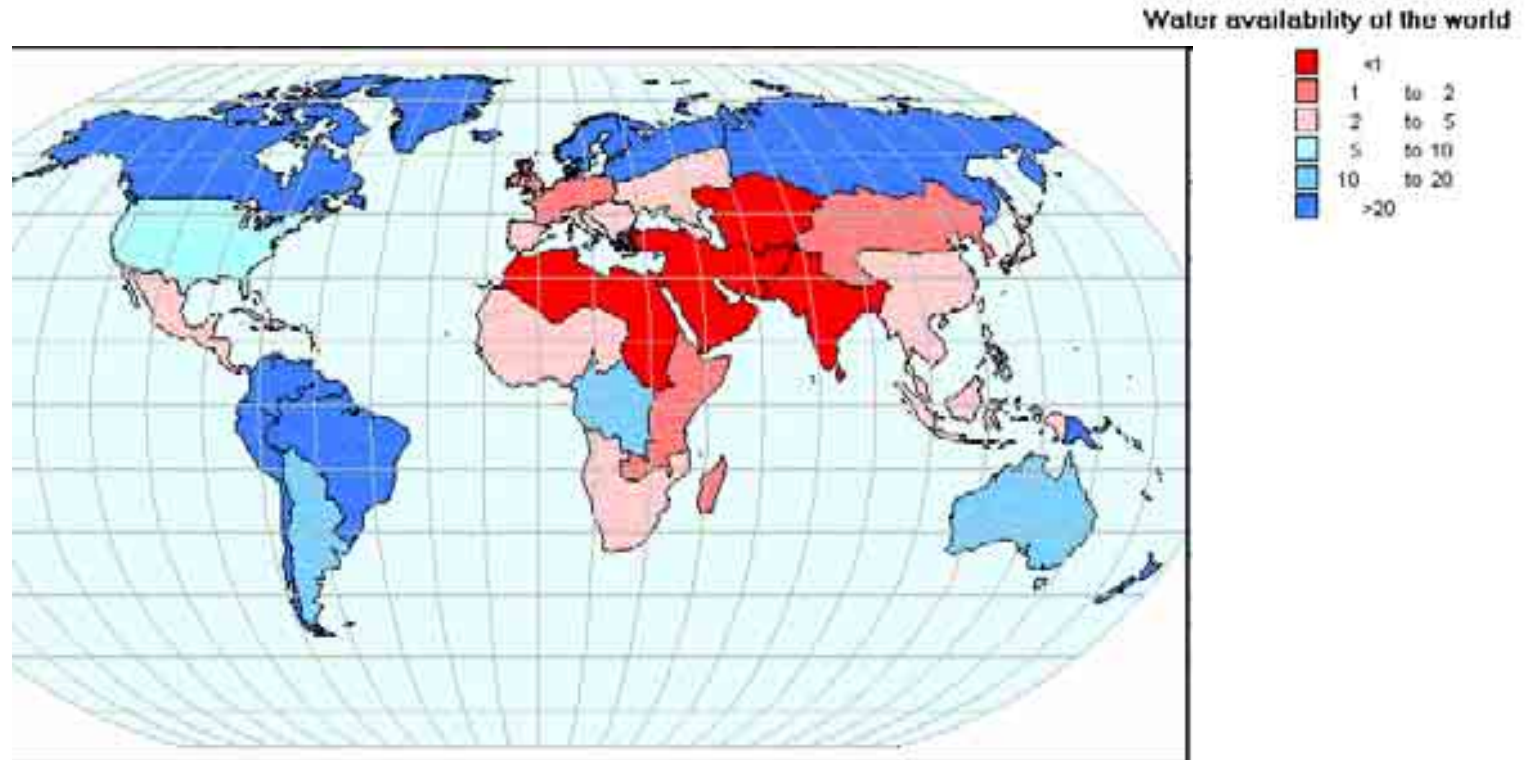 Water availability of the world
<1
1 to 2
2 to 5
5 to 10
10 to 20
>20